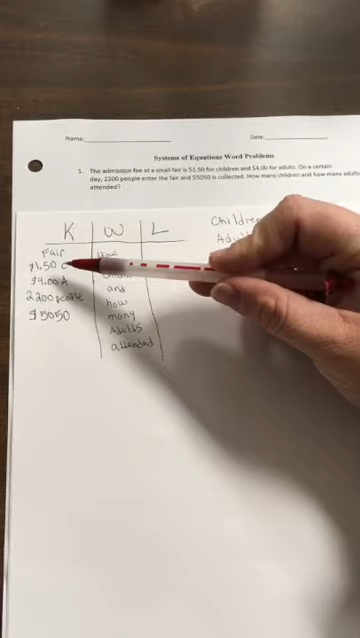 Name: Date:
Systems of Equations Word Problems
1. The admission fee at a small fair is $1.50 for children and $4.00 for adults. On a certain
day, 2200 people enter the fair and $5050 is collected. How many children and how many adults
attended?
K W L
Fair
$1.50 C
$4.00 A
2200 people
$5050
and
how
many
Adults
attended
Children